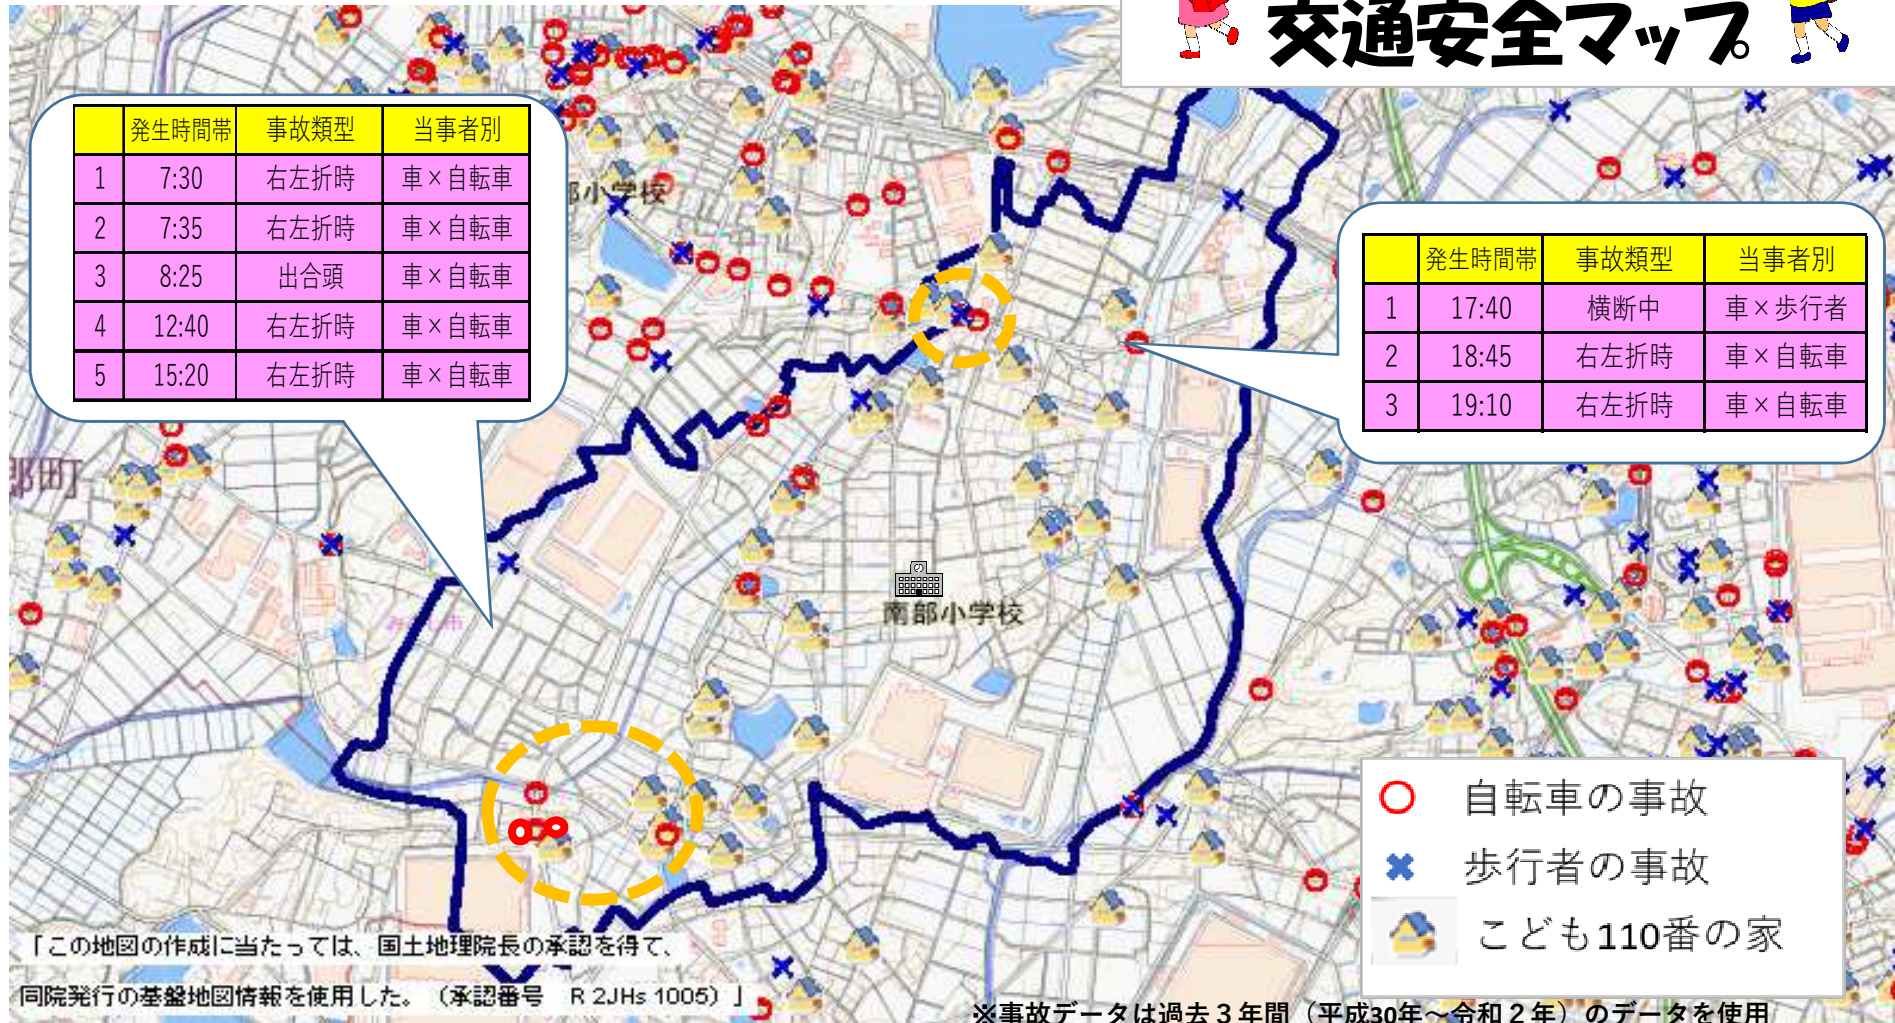 交通安全マップ
発生時間帯 事故類型 当事者別
1 7:30 右左折時 車×自転車
2 7:35 右左折時 車×自転車
3 8:25 出合頭 車×自転車
4 12:40 右左折時 車×自転車
5 15:20 右左折時 車×自転車
部小学校
発生時間帯 事故類型 当事者別
1 17:40 横断中 車×歩行者
2 18:45 右左折時 車×自転車
3 19:10 右左折時 車×自転車
郷町
南部小学校
自転車の事故
歩行者の事故
こども110番の家
「この地図の作成に当たっては、国土地理院長の承認を得て、
同院発行の基盤地図情報を使用した。（承認番号 R 2JHs 1005）」
※事故データは過去３年間（平成30年～令和２年）のデータを使用